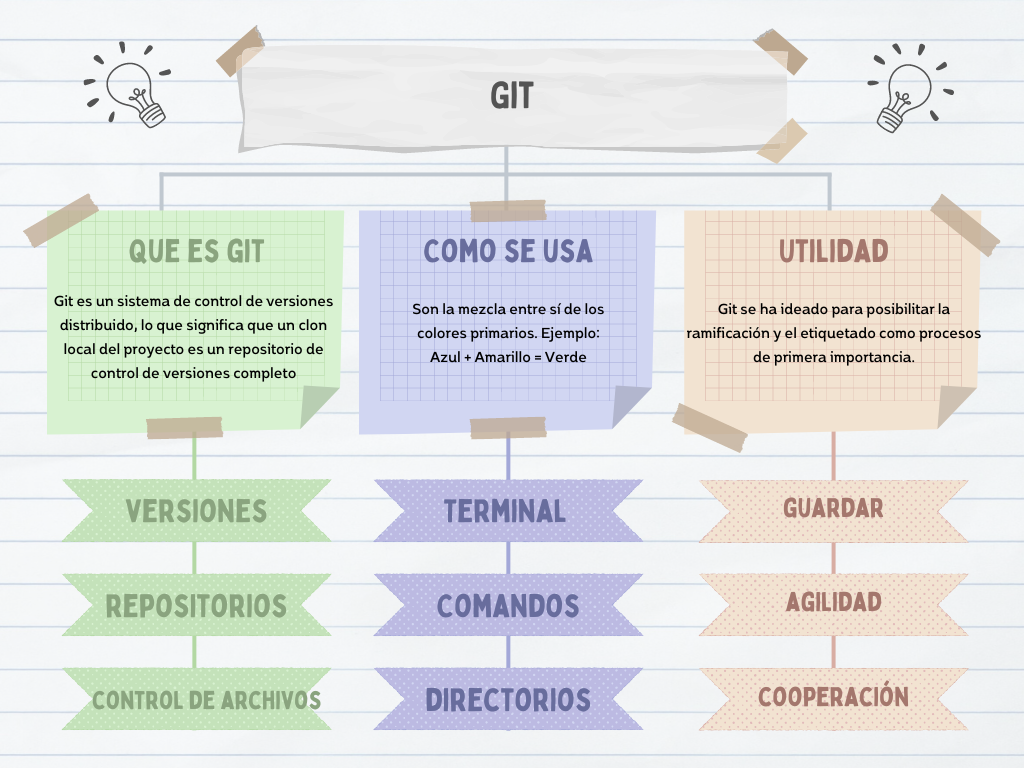 GIT
QUE ES GIT
Git es un sistema de control de versiones
distribuido, lo que significa que un clon
local del proyecto es un repositorio de
control de versiones completo
VERSIONES
REPOSITORIOS
CONTROL DE ARCHIVOS
COMO SE USA
Son la mezcla entre sí de los
colores primarios. Ejemplo:
Azul + Amarillo = Verde
TERMINAL
COMANDOS
DIRECTORIOS
UTILIDAD
Git se ha ideado para posibilitar la
ramificación y el etiquetado como procesos
de primera importancia.
GUARDAR
AGILIDAD
COOPERACIÓN